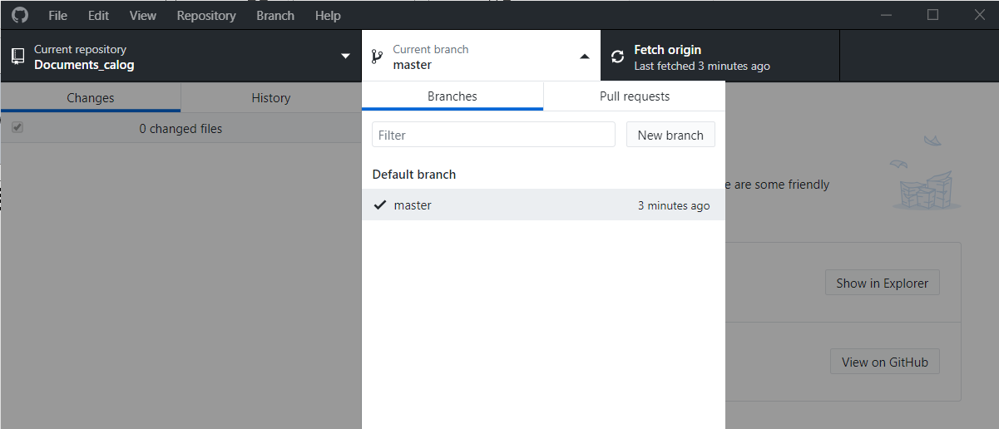 File Edit View Repository Branch Help
Current repository
Documents_calog
Current branch
master
Fetch origin
Last fetched 3 minutes ago
Changes History
0 changed files
Branches Pull requests
Filter
New branch
Default branch
master 3 minutes ago
e are some friendly
Show in Explorer
View on GitHub